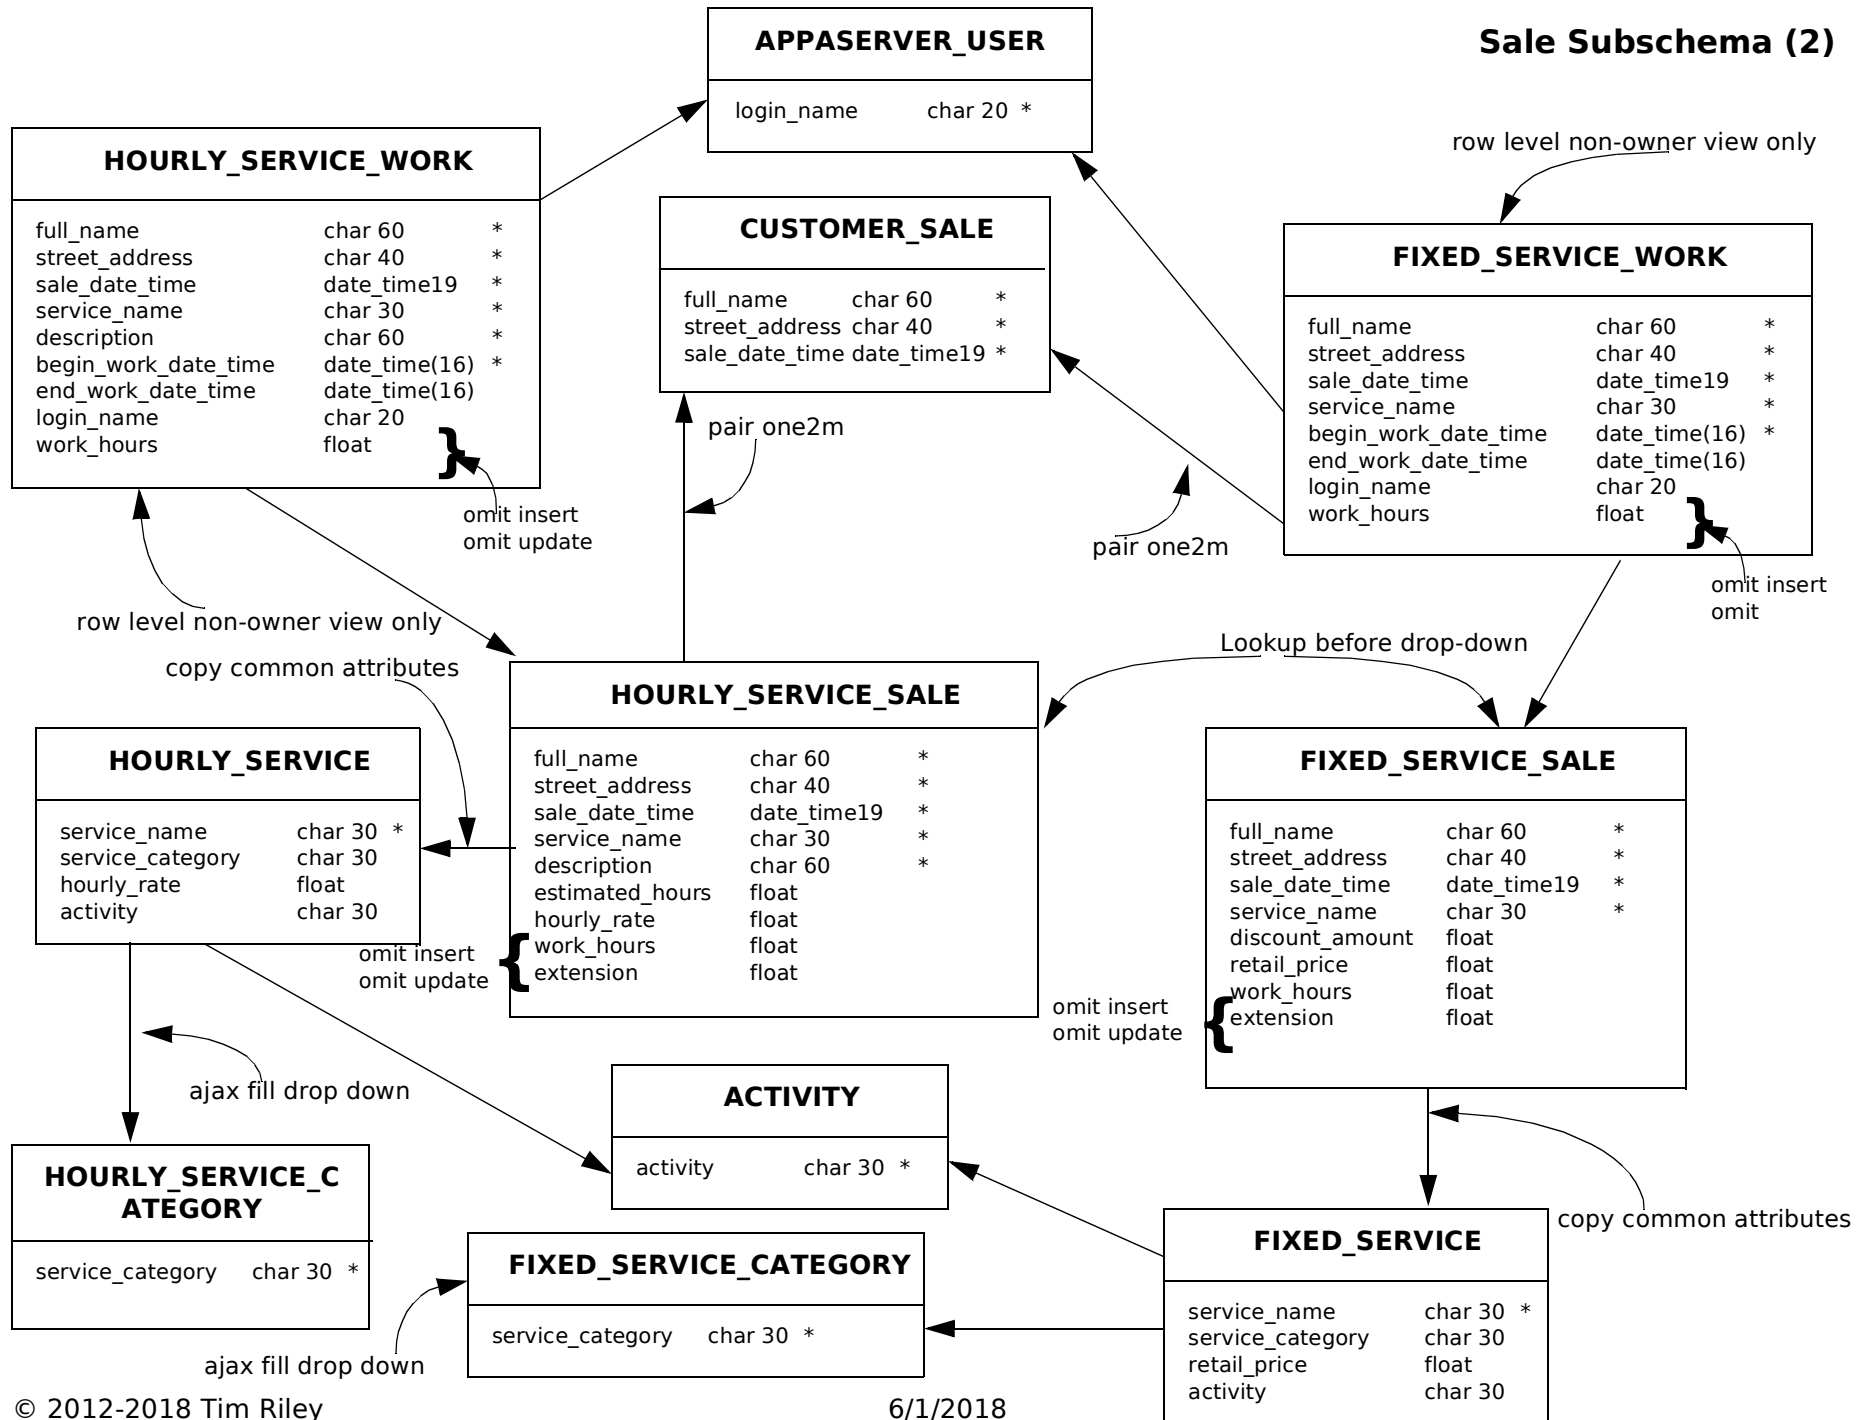 Sale Subschema (2)
APPASERVER_USER
login_name char 20 *
HOURLY_SERVICE_WORK
full_name char 60 *
street_address char 40 *
sale_date_time date_time19 *
service_name char 30 *
description char 60 *
begin_work_date_time date_time(16) *
end_work_date_time date_time(16)
login_name char 20
work_hours float
}
omit insert
omit update
row level non-owner view only
CUSTOMER_SALE
full_name char 60 *
street_address char 40 *
sale_date_time date_time19 *
pair one2m
pair one2m
row level non-owner view only
FIXED_SERVICE_WORK
full_name char 60 *
street_address char 40 *
sale_date_time date_time19 *
service_name char 30 *
begin_work_date_time date_time(16) *
end_work_date_time date_time(16)
login_name char 20
work_hours float
}
omit insert
omit
Lookup before drop-down
copy common attributes
HOURLY_SERVICE
service_name char 30 *
service_category char 30
hourly_rate float
activity char 30
HOURLY_SERVICE_SALE
full_name char 60 *
street_address char 40 *
sale_date_time date_time19 *
service_name char 30 *
description char 60 *
estimated_hours float
hourly_rate float
work_hours float
extension float
omit insert
omit update
{
FIXED_SERVICE_SALE
full_name char 60 *
street_address char 40 *
sale_date_time date_time19 *
service_name char 30 *
discount_amount float
retail_price float
work_hours float
extension float
omit insert
omit update
{
ajax fill drop down
HOURLY_SERVICE_C
ATEGORY
service_category char 30 *
ACTIVITY
activity char 30 *
FIXED_SERVICE_CATEGORY
service_category char 30 *
ajax fill drop down
copy common attributes
FIXED_SERVICE
service_name char 30 *
service_category char 30
retail_price float
activity char 30
© 2012-2018 Tim Riley
6/1/2018